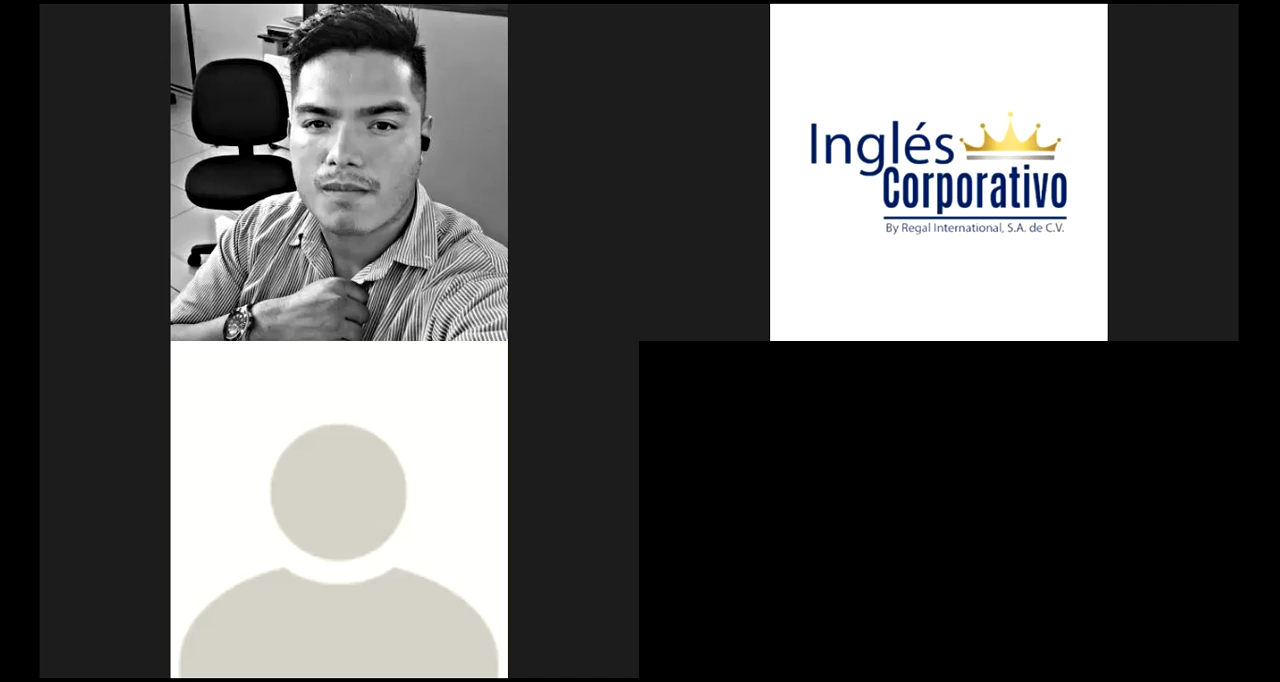 Inglés
Corporativo
By Regal International, S.A. de C.V.